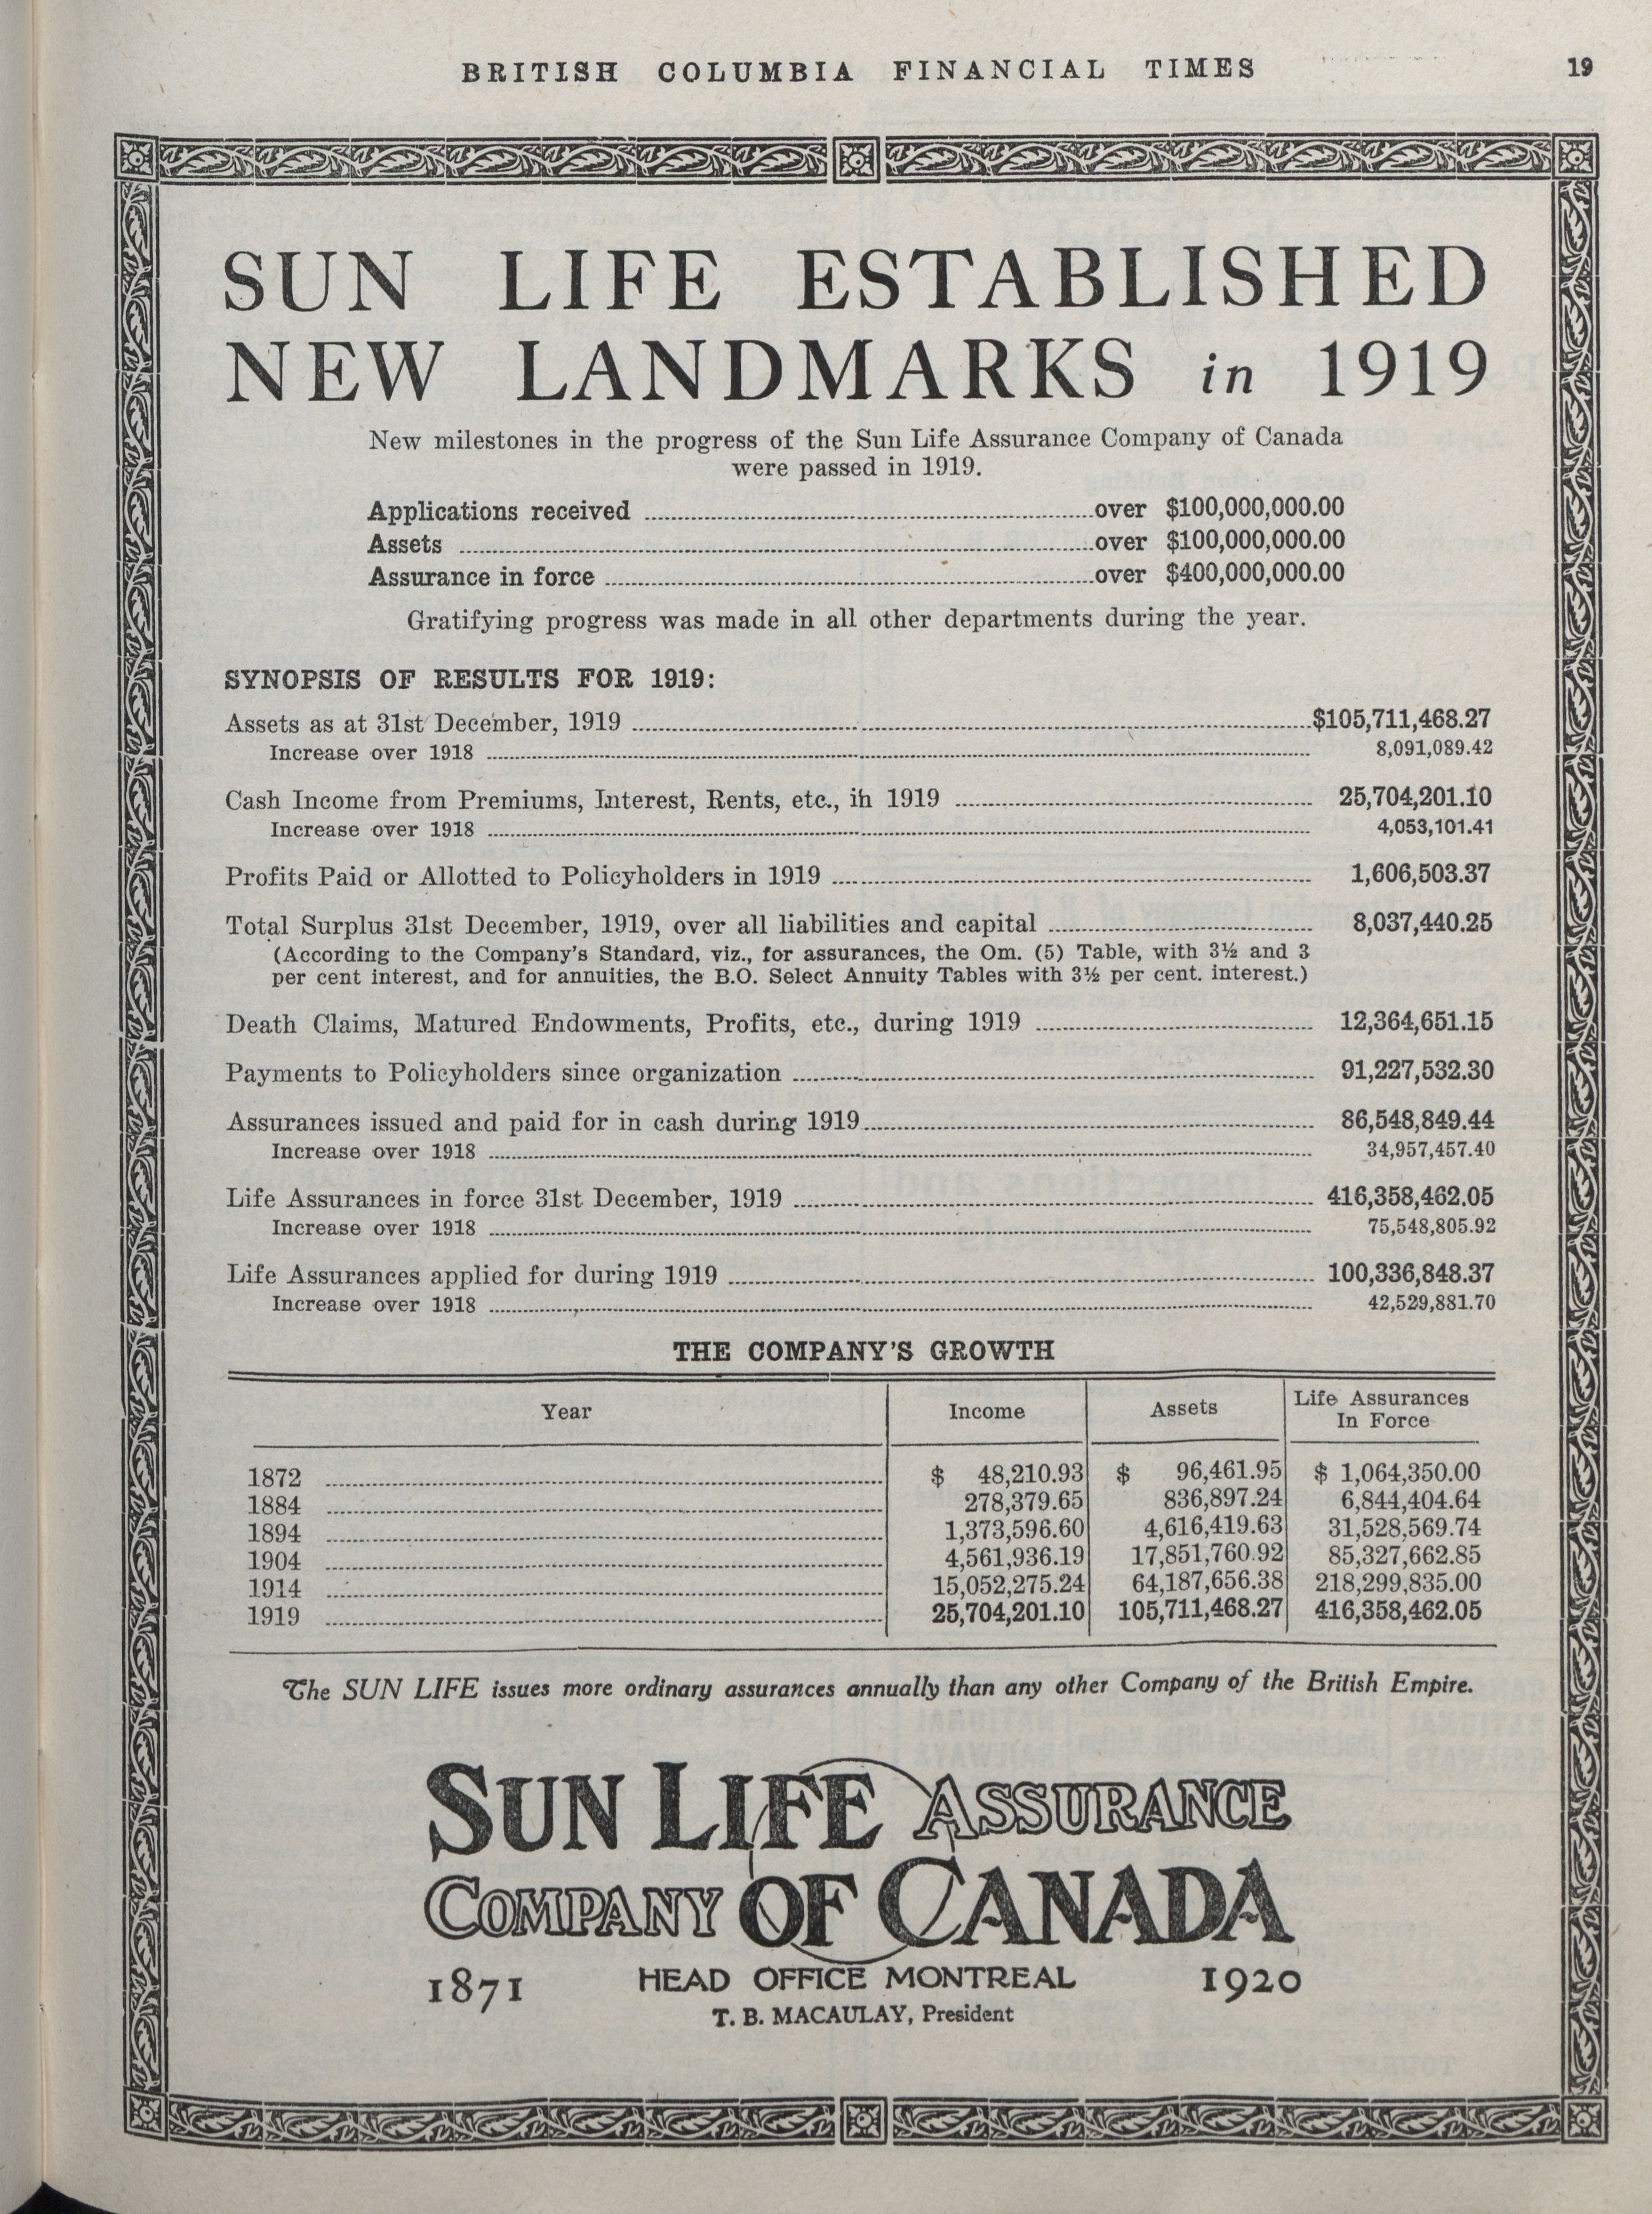 BRITISH COLUMBIA FINANCIAL TIMES 19
SUN LIFE ESTABLISHED
NEW LANDMARKS in 1919
New milestones in the progress of the Sun Life Assurance Company of Canada
were passed in 1919.
Applications received over $100,000,000.00
Assets over $100,000,000.00
Assurance in force over $400,000,000.00
Gratifying progress was made in all other departments during the year.
SYNOPSIS OF RESULTS FOR 1919:
Assets as at 31st December, 1919 $105,711,468.27
Increase over 1918 8,091,089.42
Cash Income from Premiums, Interest, Rents, etc., in 1919 25,704,201.10
Increase over 1918 4,053,101.41
Profits Paid or Allotted to Policyholders in 1919 1,606,503.37
Total Surplus 31st December, 1919, over all liabilities and capital 8,037,440.25
(According to the Company's Standard, viz., for assurances, the Om. (5) Table, with 3½ and 3
per cent interest, and for annuities, the B.O. Select Annuity Tables with 3½ per cent. interest.)
Death Claims, Matured Endowments, Profits, etc., during 1919 12,364,651.15
Payments to Policyholders since organization 91,227,532.30
Assurances issued and paid for in cash during 1919 86,548,849.44
Increase over 1918 34,957,457.40
Life Assurances in force 31st December, 1919 416,358,462.05
Increase over 1918 75,548,805.92
Life Assurances applied for during 1919 100,336,848.37
Increase over 1918 42,529,881.70
THE COMPANY'S GROWTH
Year Income Assets Life Assurances
In Force
1872 $ 48,210.93 $ 96,461.95 $ 1,064,350.00
1884 278,379.65 836,897.24 6,844,404.64
1894 1,373,596.60 4,616,419.63 31,528,569.74
1904 4,561,936.19 17,851,760.92 85,327,662.85
1914 15,052,275.24 64,187,656.38 218,299,835.00
1919 25,704,201.10 105,711,468.27 416,358,462.05
The SUN LIFE issues more ordinary assurances annually than any other Company of the British Empire.
SUN LIFE ASSURANCE
COMPANY OF CANADA
1871 HEAD OFFICE MONTREAL 1920
T. B. MACAULAY, President